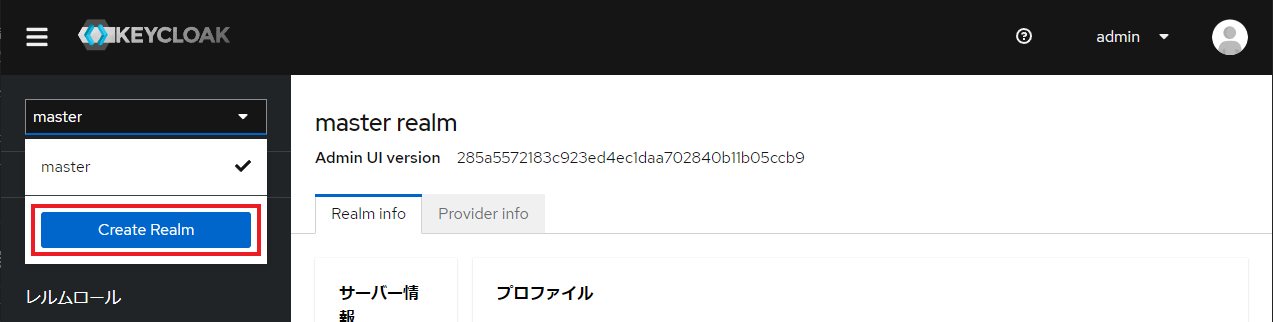 KEYCLOAK
admin
master
master
Create Realm
レルムロール
master realm
Admin UI version 285a5572183c923ed4ec1daa702840b11b05ccb9
Realm info Provider info
サーバー情
報
プロファイル